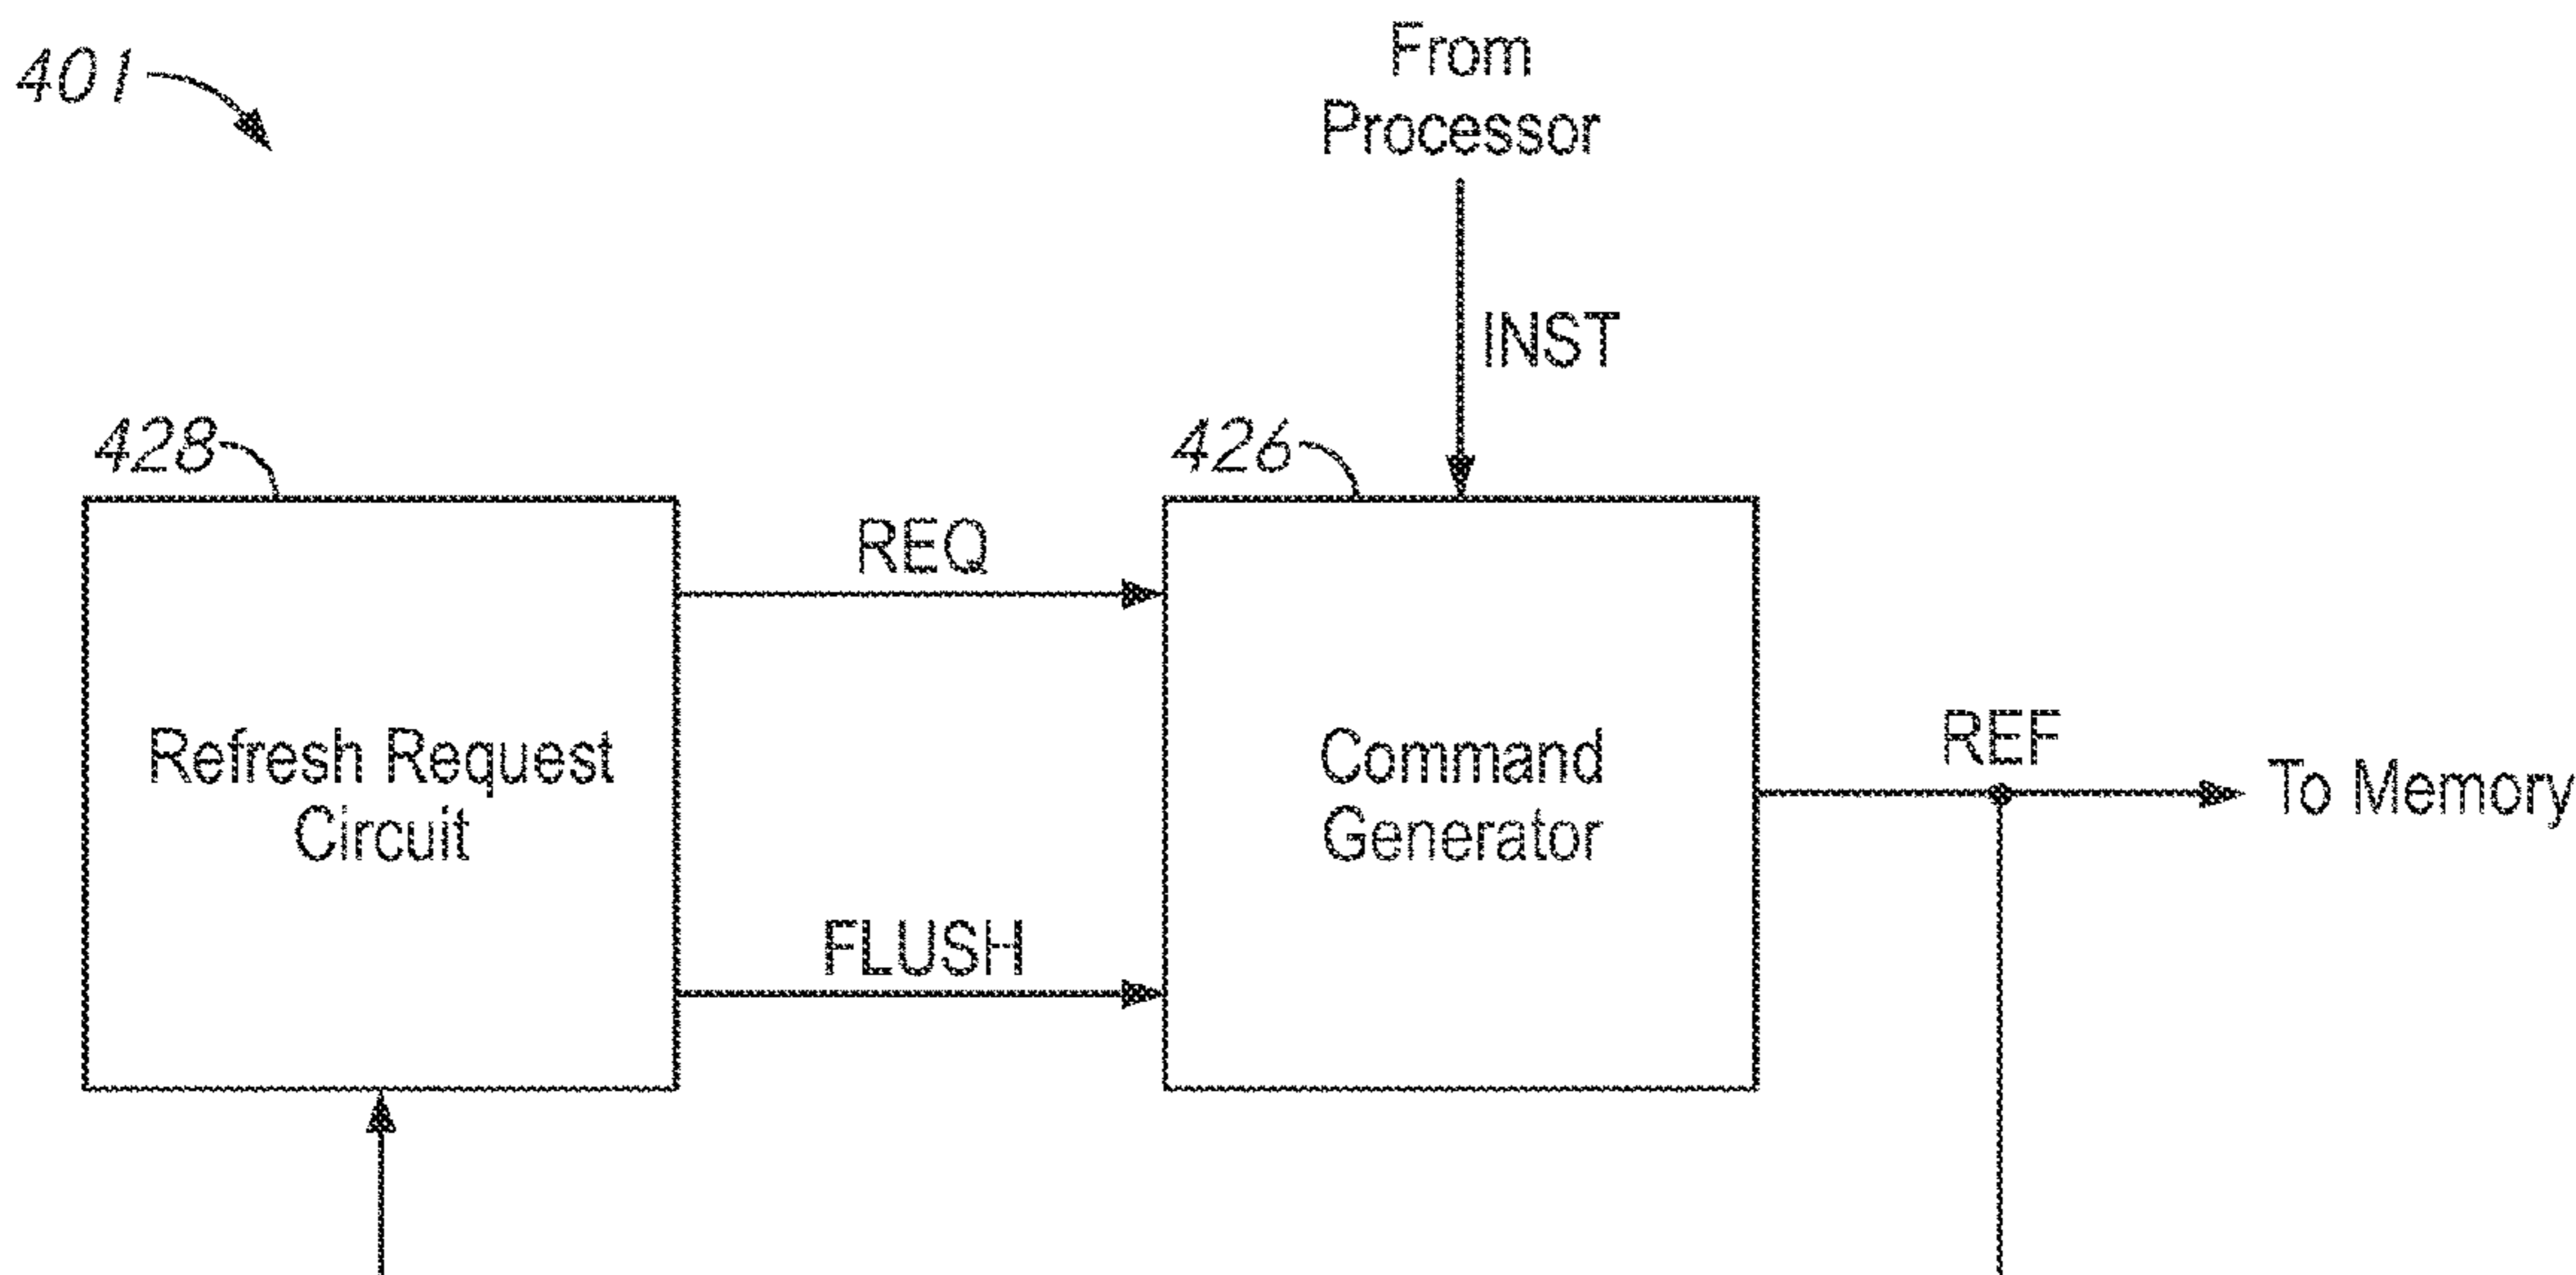 401
From
Processor
INST
428
426
REQ
Refresh Request
Circuit
Command
Generator
REF
To Memory
FLUSH